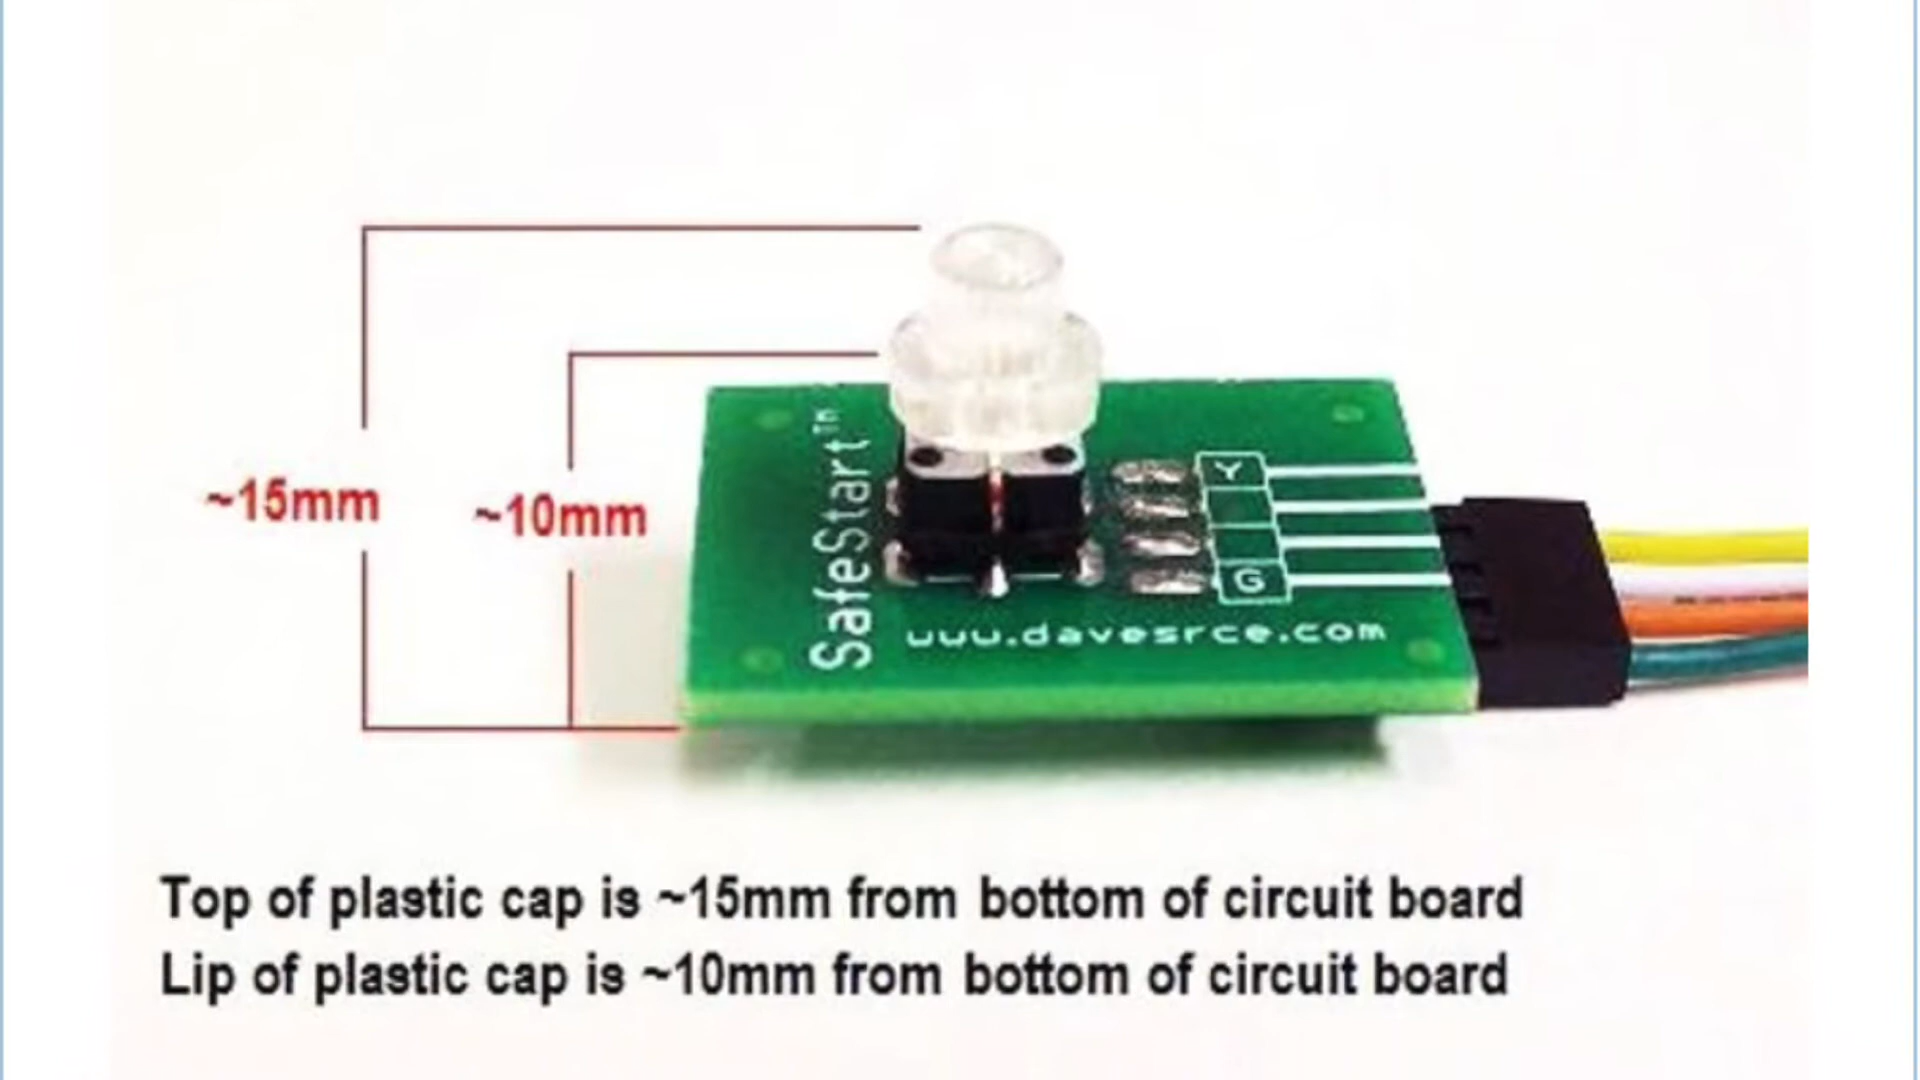 ~15mm
~10mm
SafeStart™
Y
G
www.davesrce.com
Top of plastic cap is ~15mm from bottom of circuit board
Lip of plastic cap is ~10mm from bottom of circuit board